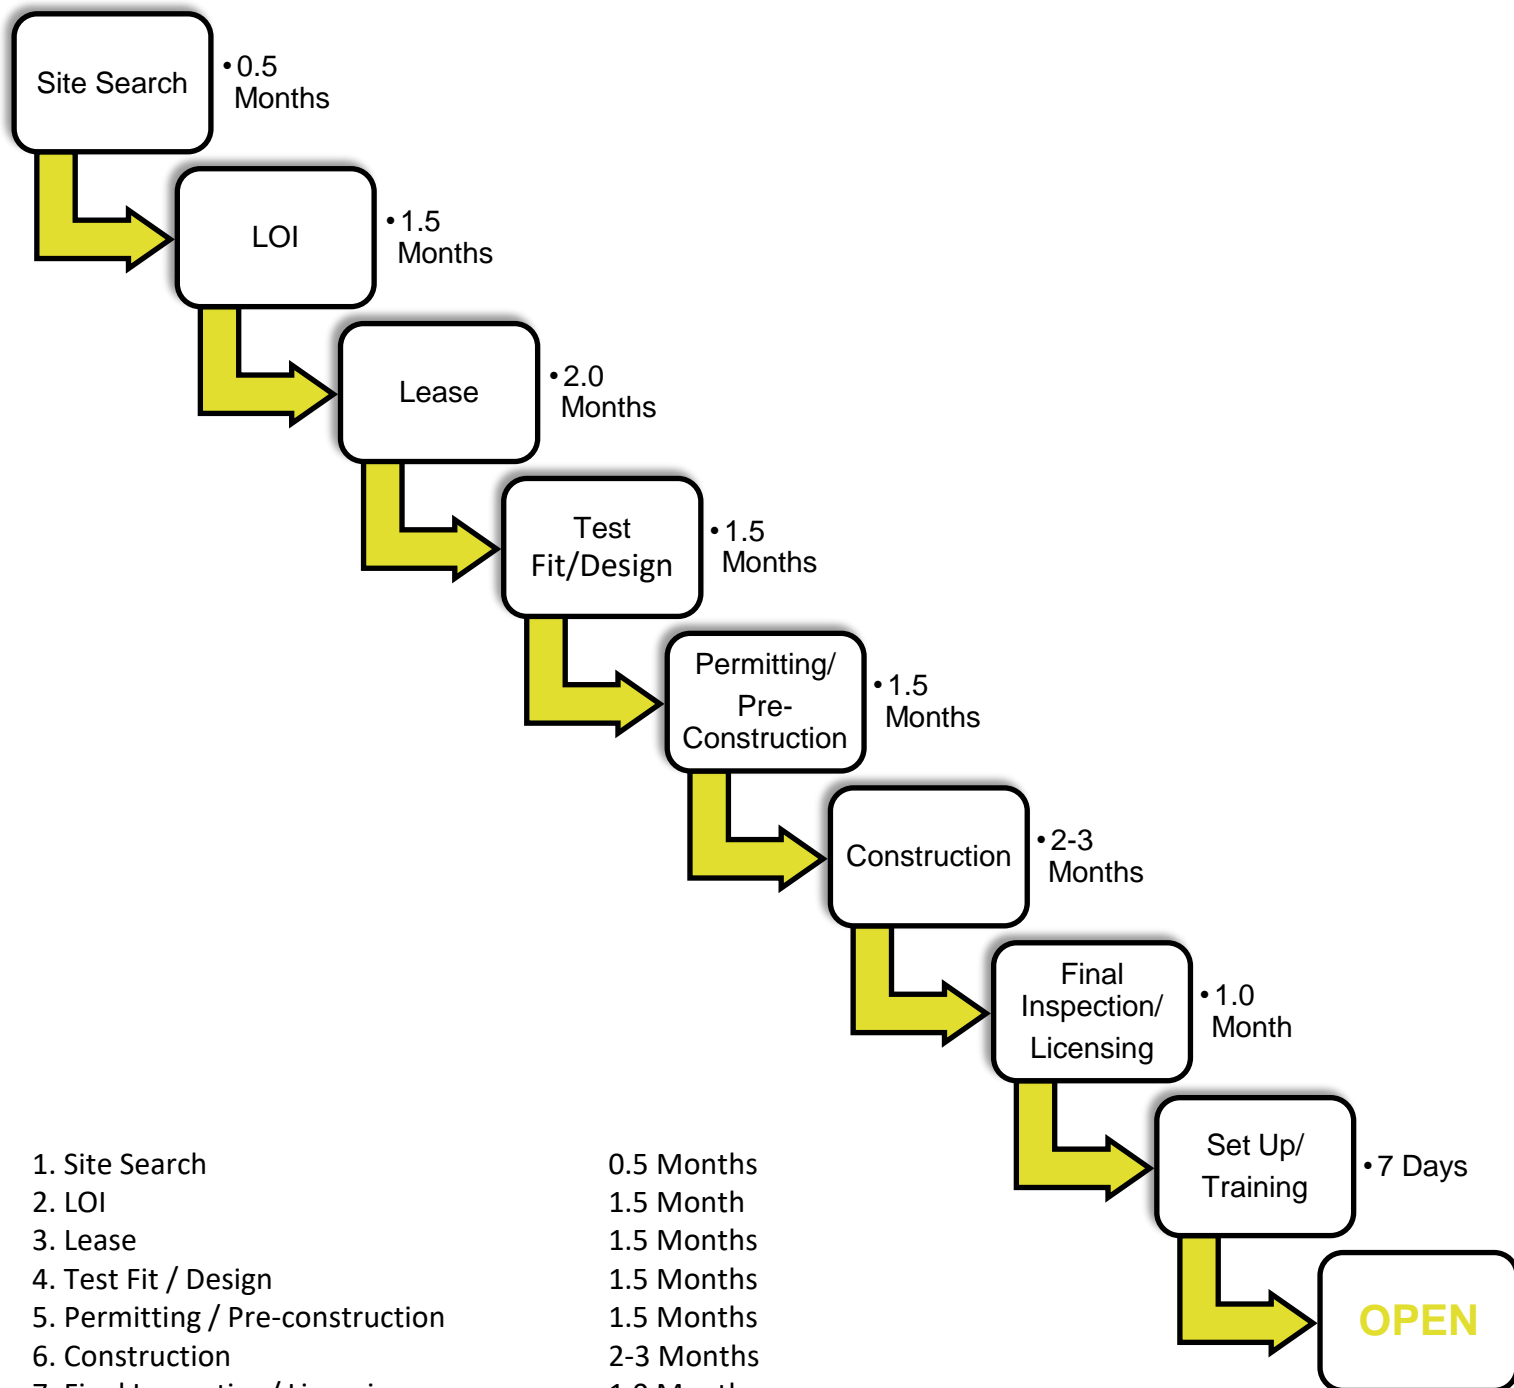 Site Search
•0.5
Months
LOI
•1.5
Months
Lease
•2.0
Months
Test
Fit/Design
•1.5
Months
Permitting/
Pre-
Construction
•1.5
Months
Construction
•2-3
Months
Final
Inspection/
Licensing
•1.0
Month
Set Up/
Training
•7 Days
OPEN
1. Site Search 0.5 Months
2. LOI 1.5 Month
3. Lease 1.5 Months
4. Test Fit / Design 1.5 Months
5. Permitting / Pre-construction 1.5 Months
6. Construction 2-3 Months